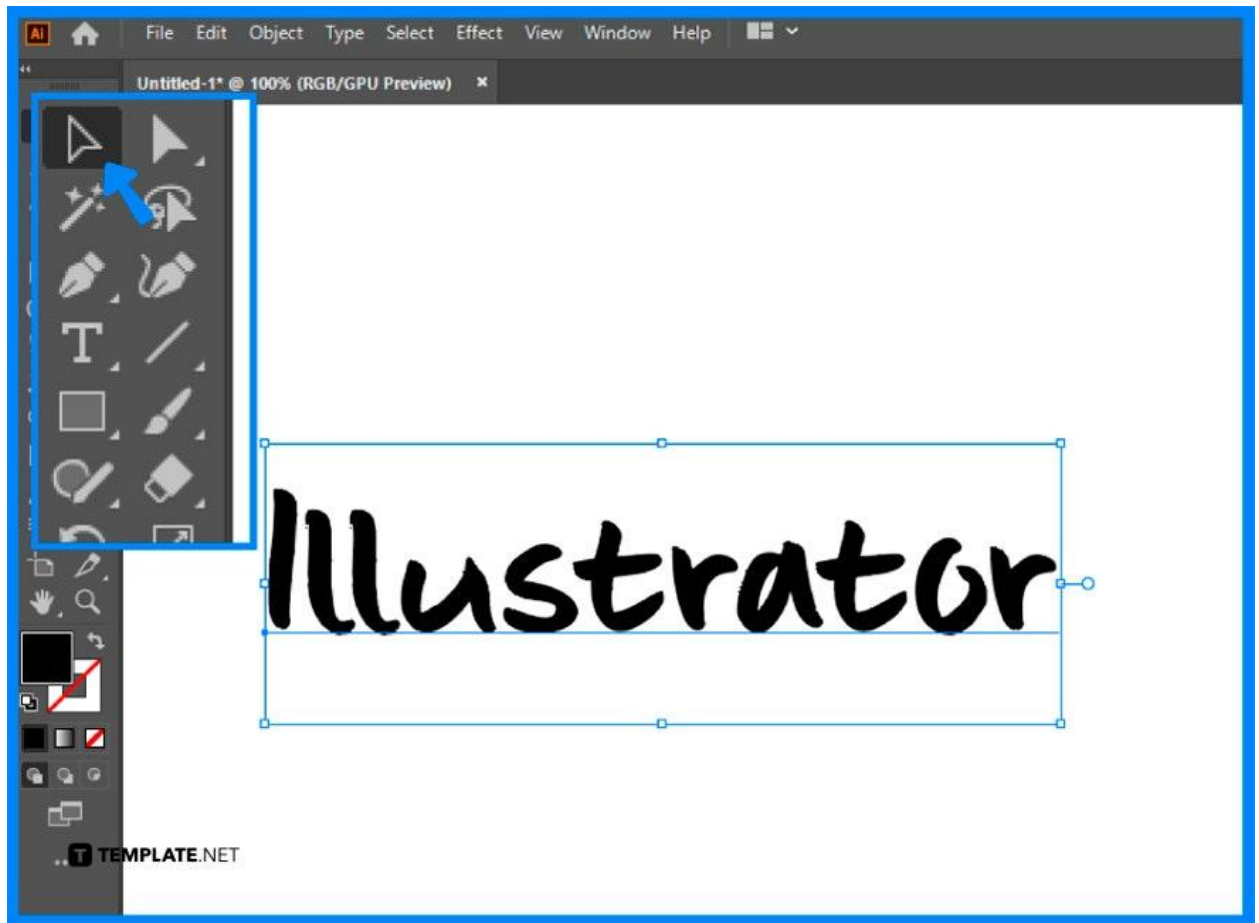 Ai File Edit Object Type Select Effect View Window Help
Untitled-1* @ 100% (RGB/GPU Preview) ×
T
Illustrator
T TEMPLATE.NET